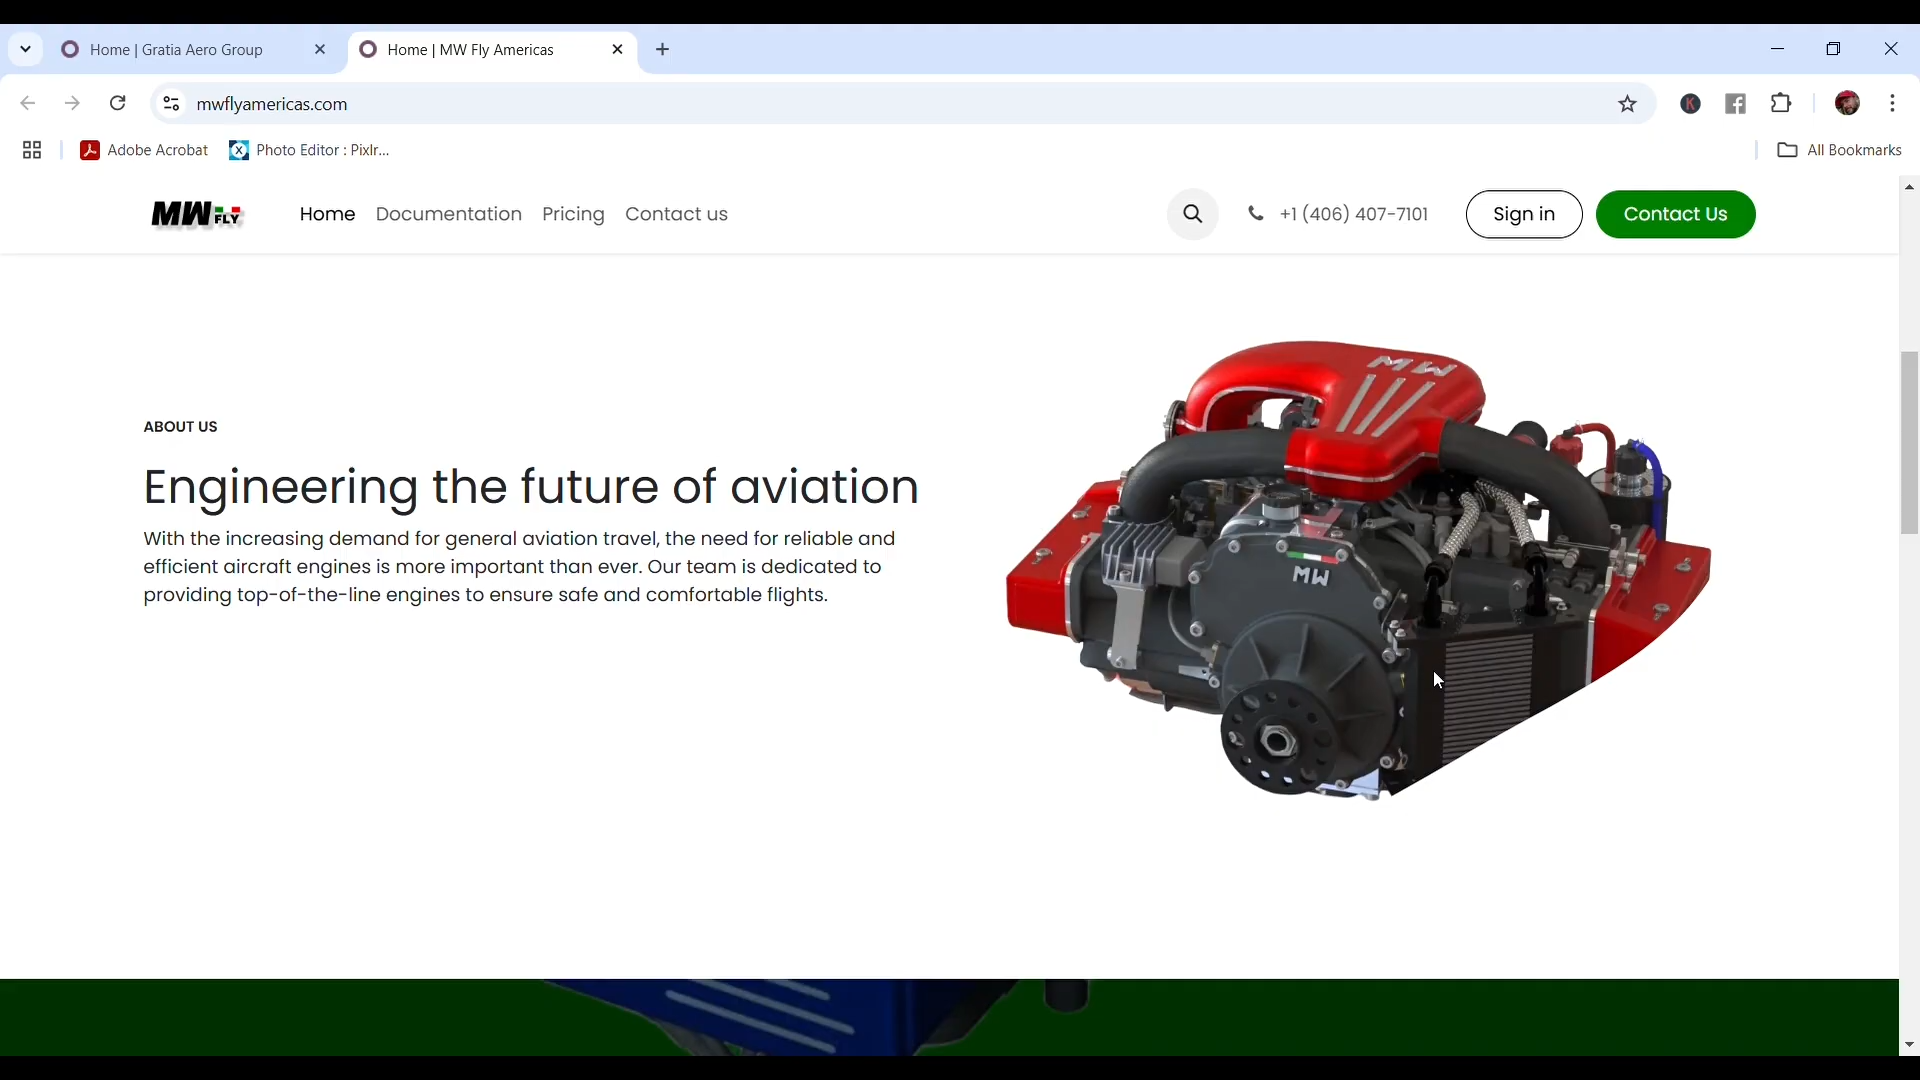 Home | Gratia Aero Group
Home | MW Fly Americas
mwflyamericas.com
K
Adobe Acrobat
Photo Editor : Pixlr...
All Bookmarks
MW FLY
Home
Documentation
Pricing
Contact us
+1 (406) 407-7101
Sign in
Contact Us
MW
ABOUT US
Engineering the future of aviation
With the increasing demand for general aviation travel, the need for reliable and
efficient aircraft engines is more important than ever. Our team is dedicated to
providing top-of-the-line engines to ensure safe and comfortable flights.
MW